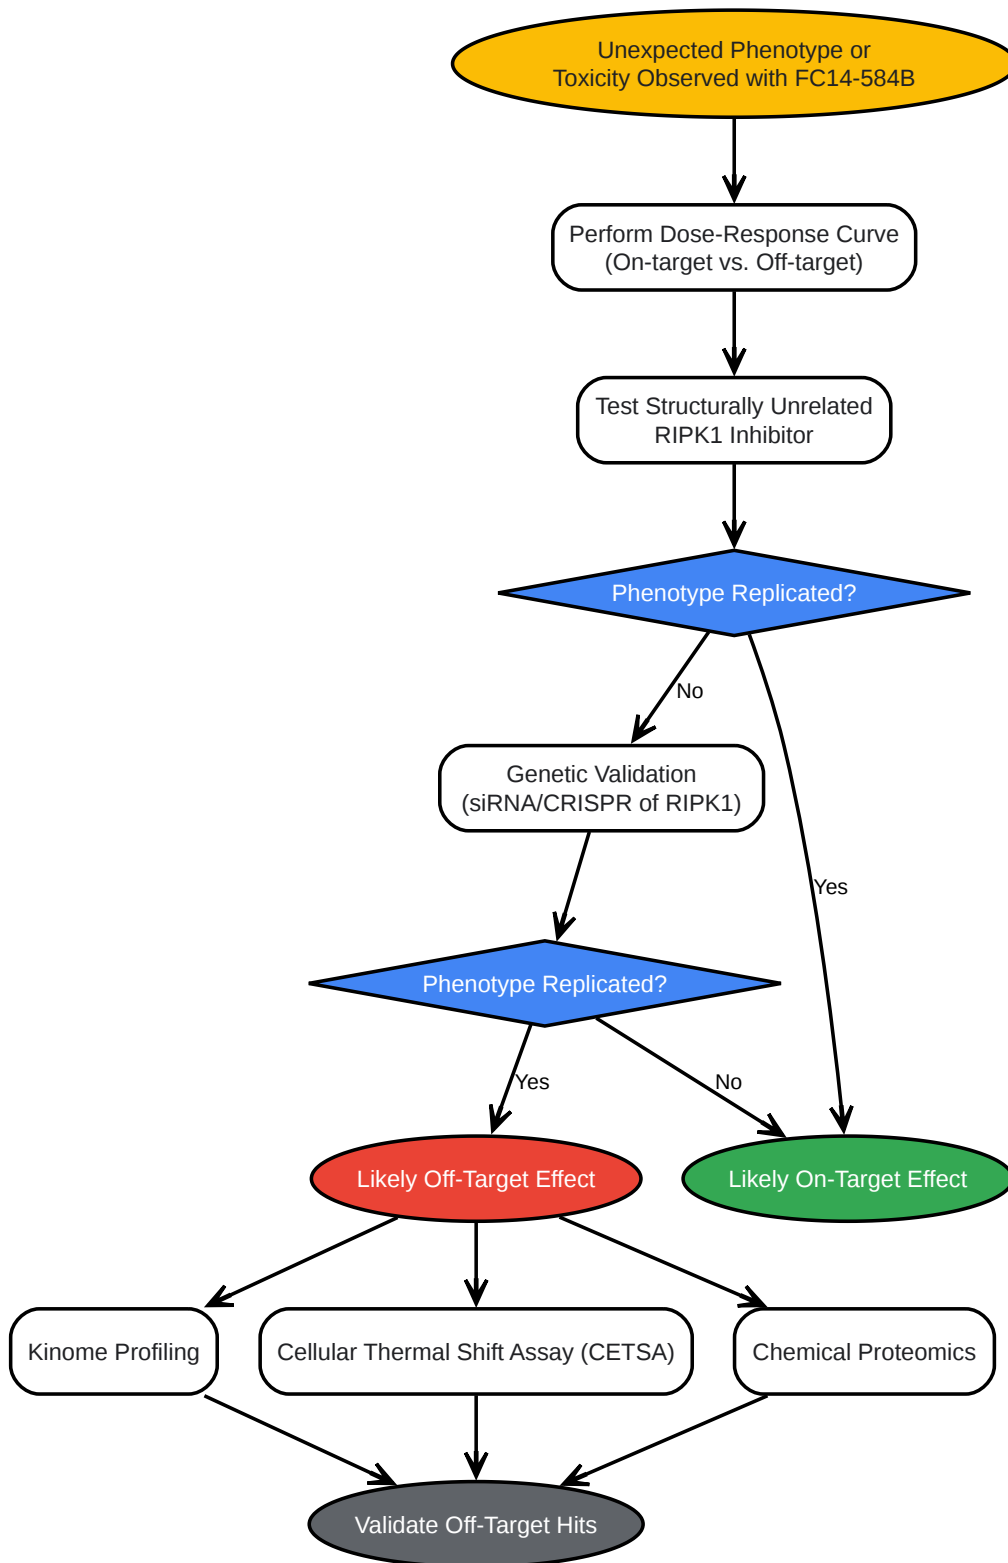 Unexpected Phenotype or
Toxicity Observed with FC14-584B
Perform Dose-Response Curve
(On-target vs. Off-target)
Test Structurally Unrelated
RIPK1 Inhibitor
Phenotype Replicated?
No
Yes
Genetic Validation
(siRNA/CRISPR of RIPK1)
Phenotype Replicated?
Yes
No
Likely Off-Target Effect
Likely On-Target Effect
Kinome Profiling
Cellular Thermal Shift Assay (CETSA)
Chemical Proteomics
Validate Off-Target Hits